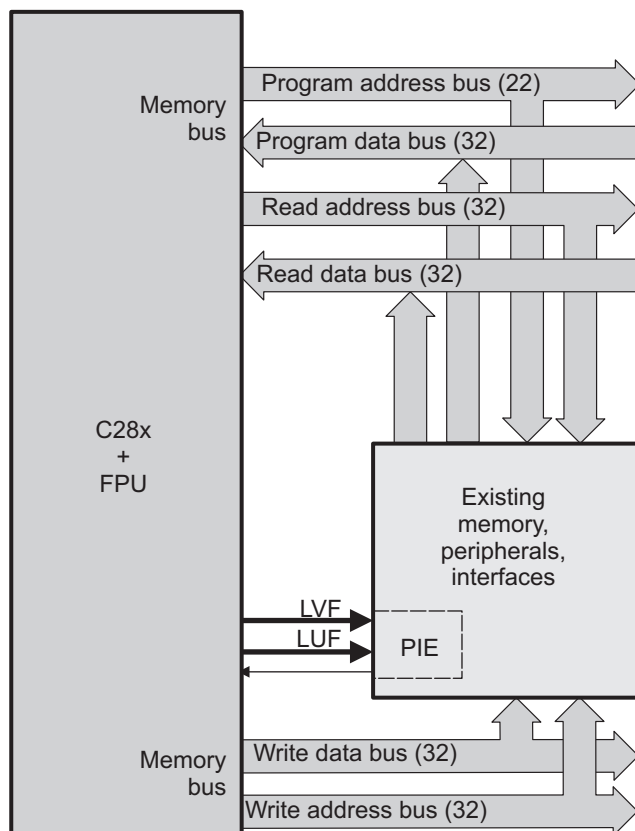 Program address bus (22)
Memory
bus
Program data bus (32)
Read address bus (32)
Read data bus (32)
C28x
+
FPU
Existing
memory,
peripherals,
interfaces
LVF
LUF
PIE
Memory
bus
Write data bus (32)
Write address bus (32)